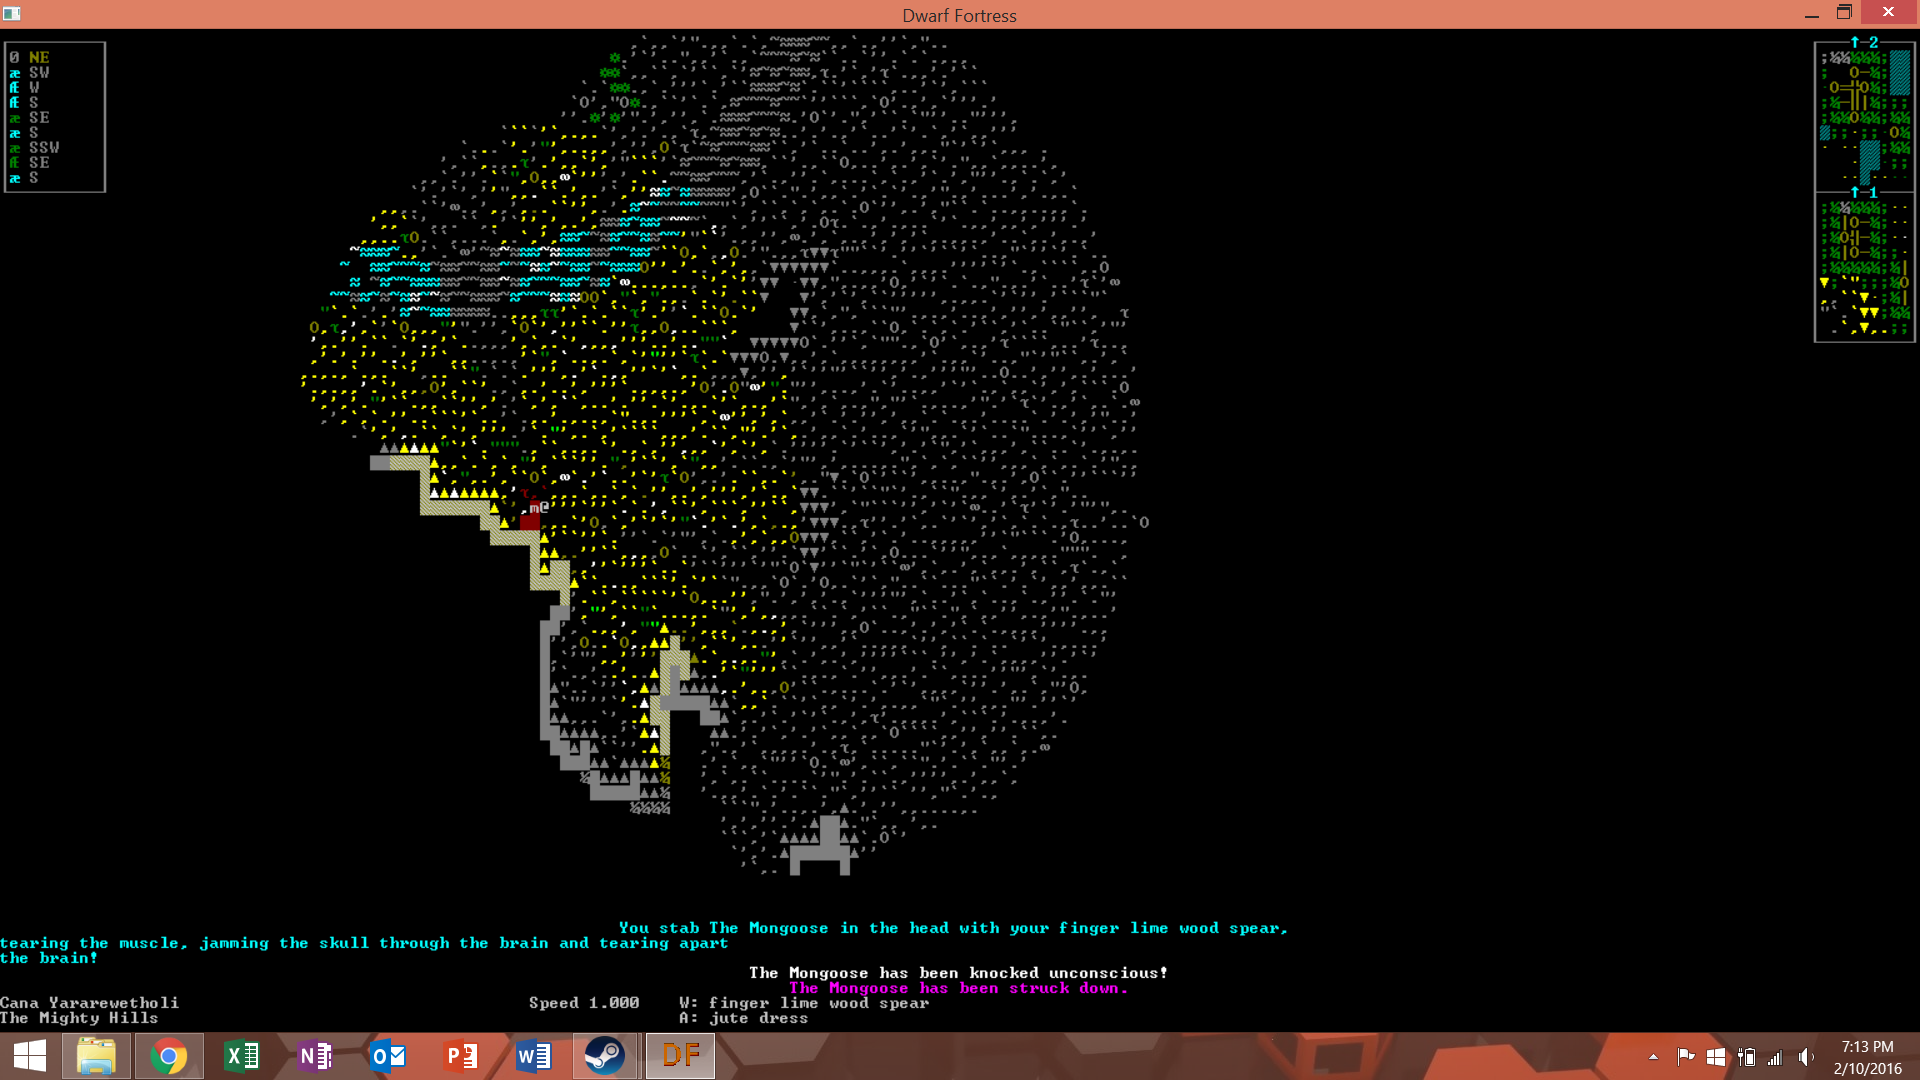 Dwarf Fortress
0 NE
æ SW
Æ W
Æ S
æ SE
æ S
æ SSW
Æ SE
æ S
↑ 2
↑ 1
You stab The Mongoose in the head with your finger lime wood spear,
tearing the muscle, jamming the skull through the brain and tearing apart
the brain!
The Mongoose has been knocked unconscious!
The Mongoose has been struck down.
Cana Yararewetholi Speed 1.000 W: finger lime wood spear
The Mighty Hills A: jute dress
DF
7:13 PM
2/10/2016